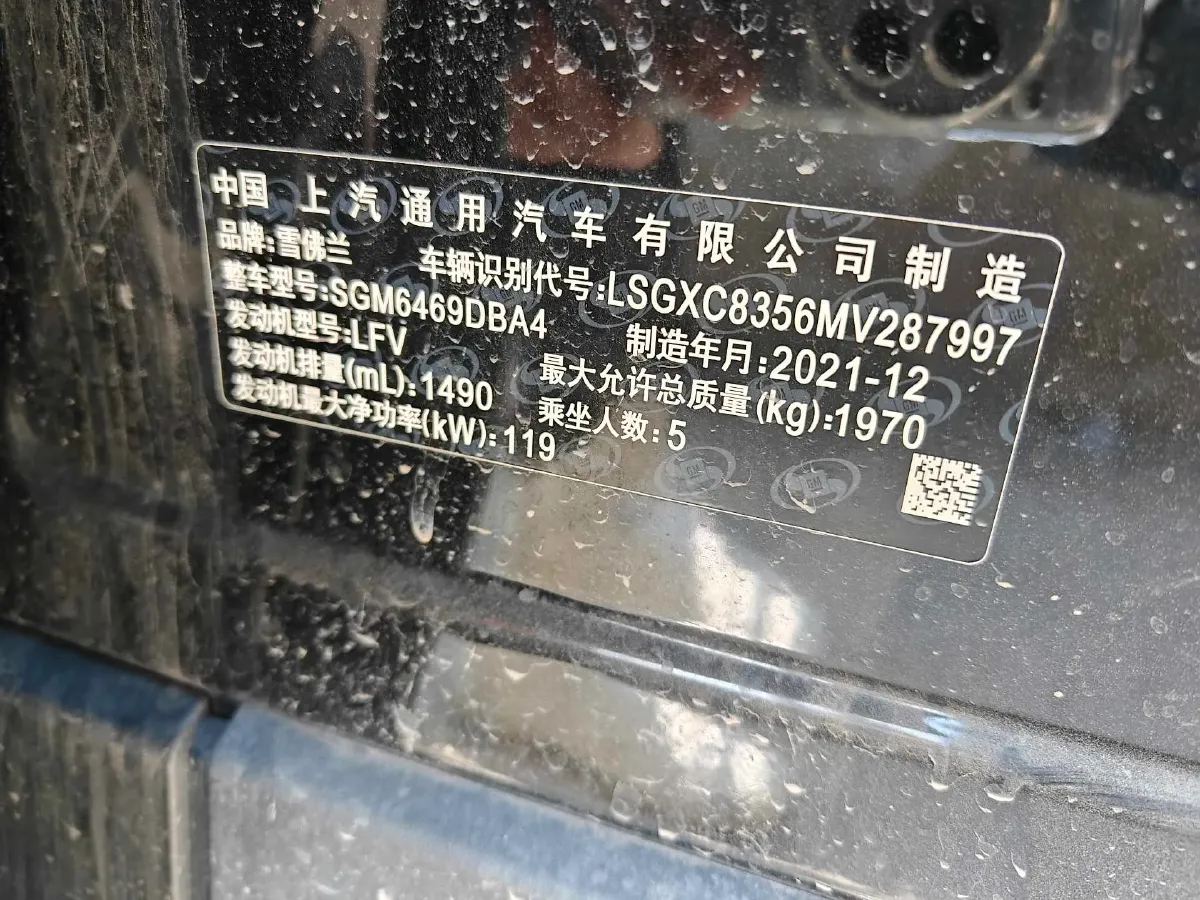 中国 上汽通用汽车有限公司制造
品牌:雪佛兰 车辆识别代号:LSGXC8356MV287997
整车型号:SGM6469DBA4 制造年月:2021-12
发动机型号:LFV 最大允许总质量(kg):1970
发动机排量(mL):1490 乘坐人数:5
发动机最大净功率(kW):119